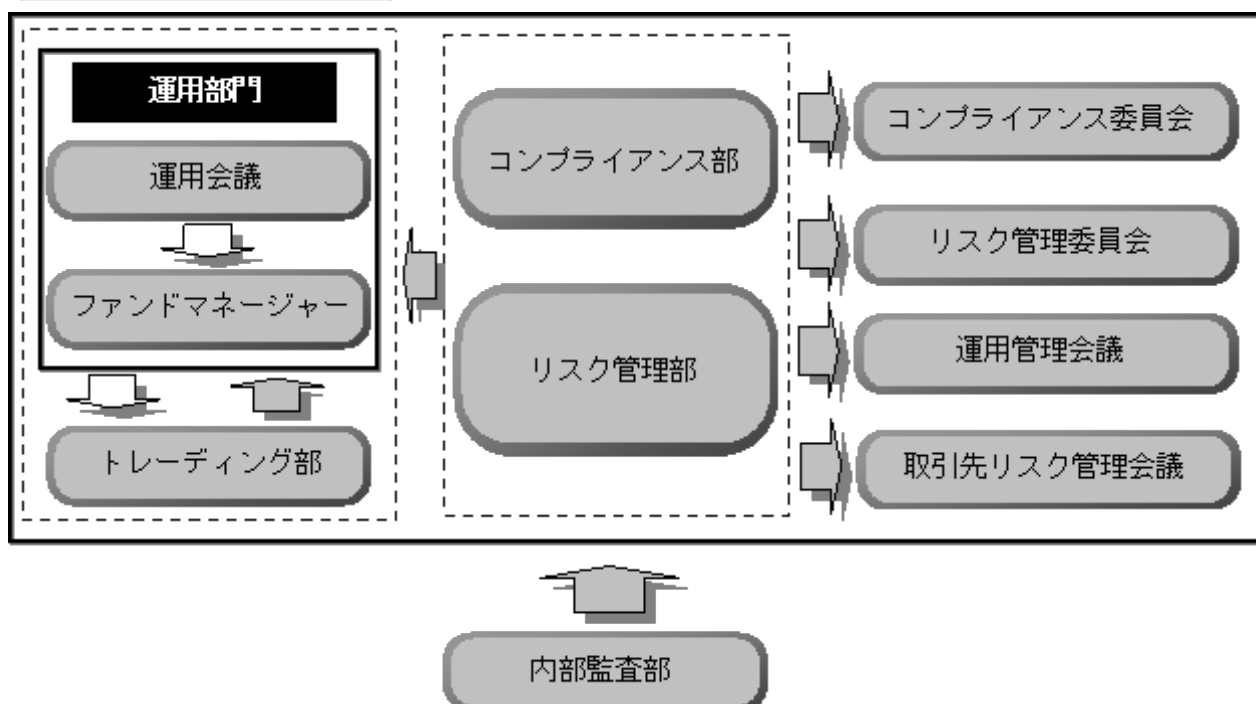 運用部門
運用会議
ファンドマネージャー
トレーディング部
コンプライアンス部
リスク管理部
コンプライアンス委員会
リスク管理委員会
運用管理会議
取引先リスク管理会議
内部監査部